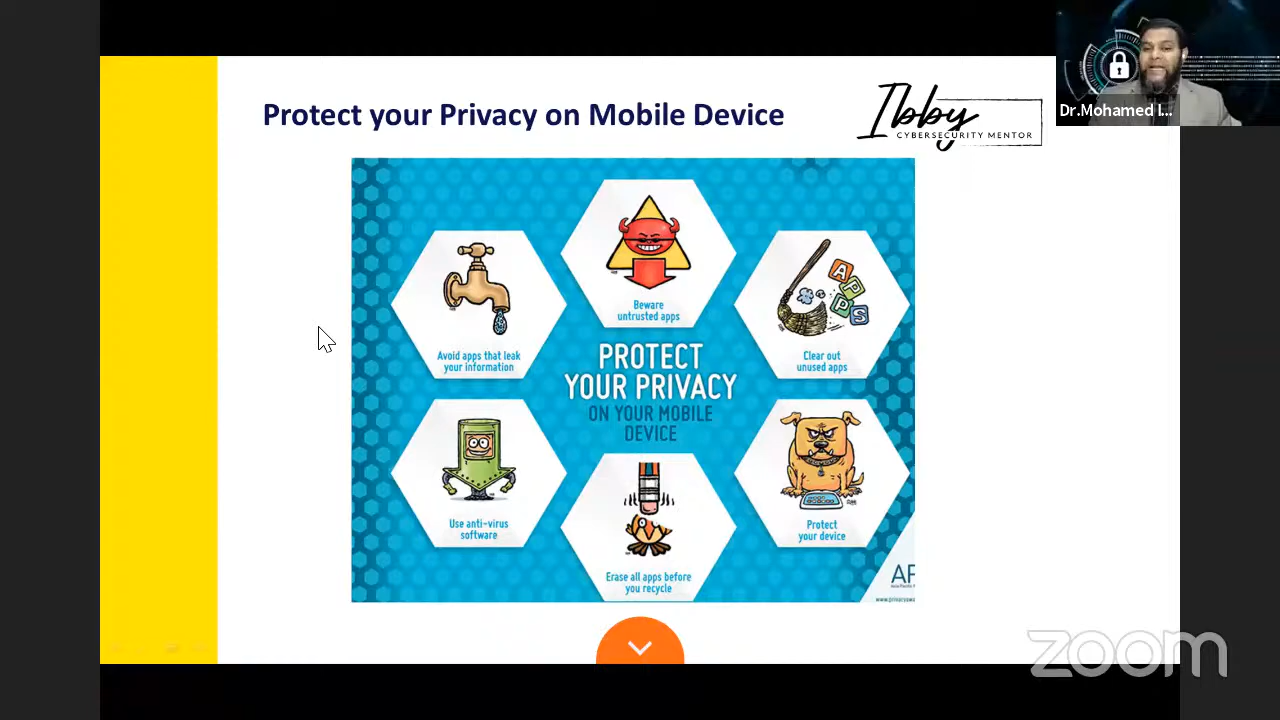 Protect your Privacy on Mobile Device
Ibby
CYBERSECURITY MENTOR
Dr.Mohamed I...
Beware
untrusted apps
Avoid apps that leak
your information
APPS
Clear out
unused apps
PROTECT
YOUR PRIVACY
ON YOUR MOBILE
DEVICE
Use anti-virus
software
Protect
your device
Erase all apps before
you recycle
AP
zoom